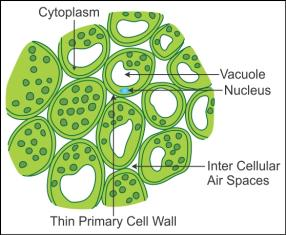 Cytoplasm
Vacuole
Nucleus
Inter Cellular
Air Spaces
Thin Primary Cell Wall